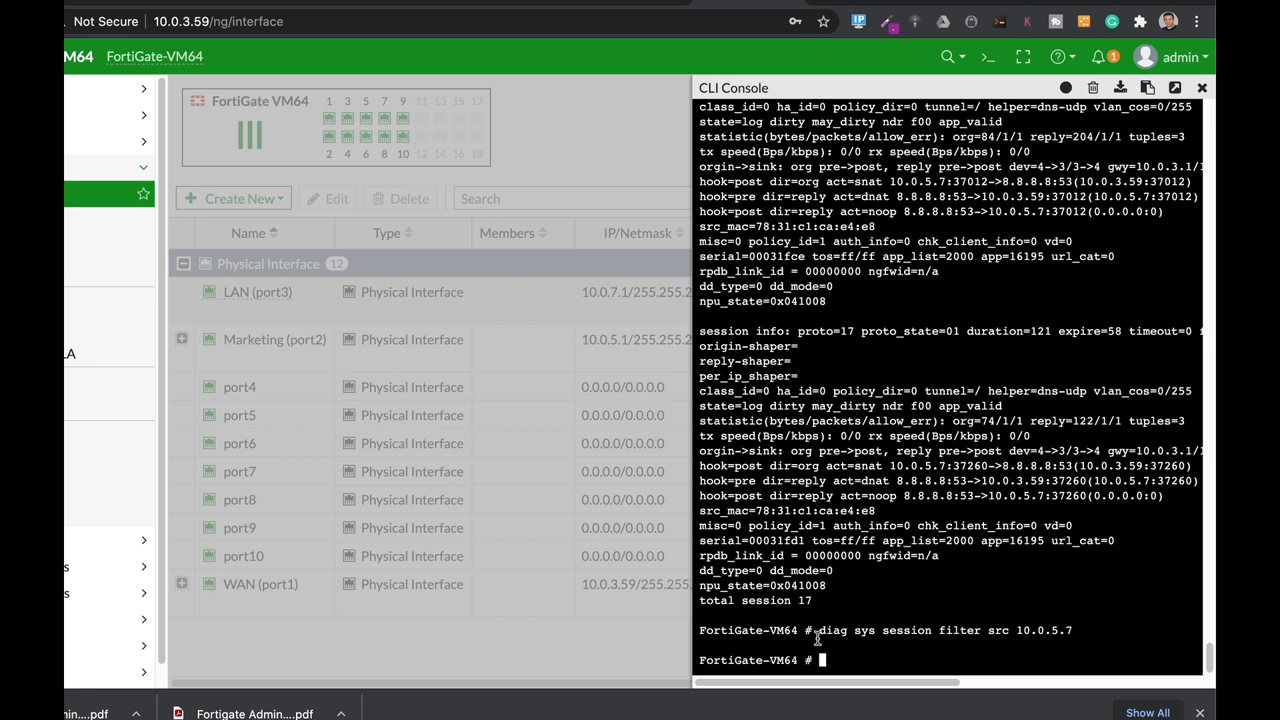 Not Secure | 10.0.3.59/ng/interface
M64 FortiGate-VM64
1 admin
FortiGate VM64 1 3 5 7 9 11 13 15 17
2 4 6 8 10 12 14 16 18
Create New Edit Delete Search
Name Type Members IP/Netmask
Physical Interface 12
LAN (port3) Physical Interface 10.0.7.1/255.255.2
Marketing (port2) Physical Interface 10.0.5.1/255.255.2
LA
port4 Physical Interface 0.0.0.0/0.0.0.0
port5 Physical Interface 0.0.0.0/0.0.0.0
port6 Physical Interface 0.0.0.0/0.0.0.0
port7 Physical Interface 0.0.0.0/0.0.0.0
port8 Physical Interface 0.0.0.0/0.0.0.0
port9 Physical Interface 0.0.0.0/0.0.0.0
port10 Physical Interface 0.0.0.0/0.0.0.0
s
WAN (port1) Physical Interface 10.0.3.59/255.255.
s
CLI Console
class_id=0 ha_id=0 policy_dir=0 tunnel=/ helper=dns-udp vlan_cos=0/255
state=log dirty may_dirty ndr f00 app_valid
statistic(bytes/packets/allow_err): org=84/1/1 reply=204/1/1 tuples=3
tx speed(Bps/kbps): 0/0 rx speed(Bps/kbps): 0/0
orgin->sink: org pre->post, reply pre->post dev=4->3/3->4 gwy=10.0.3.1/1
hook=post dir=org act=snat 10.0.5.7:37012->8.8.8.8:53(10.0.3.59:37012)
hook=pre dir=reply act=dnat 8.8.8.8:53->10.0.3.59:37012(10.0.5.7:37012)
hook=post dir=reply act=noop 8.8.8.8:53->10.0.5.7:37012(0.0.0.0:0)
src_mac=78:31:c1:ca:e4:e8
misc=0 policy_id=1 auth_info=0 chk_client_info=0 vd=0
serial=00031fce tos=ff/ff app_list=2000 app=16195 url_cat=0
rpdb_link_id = 00000000 ngfwid=n/a
dd_type=0 dd_mode=0
npu_state=0x041008
session info: proto=17 proto_state=01 duration=121 expire=58 timeout=0 f
origin-shaper=
reply-shaper=
per_ip_shaper=
class_id=0 ha_id=0 policy_dir=0 tunnel=/ helper=dns-udp vlan_cos=0/255
state=log dirty may_dirty ndr f00 app_valid
statistic(bytes/packets/allow_err): org=74/1/1 reply=122/1/1 tuples=3
tx speed(Bps/kbps): 0/0 rx speed(Bps/kbps): 0/0
orgin->sink: org pre->post, reply pre->post dev=4->3/3->4 gwy=10.0.3.1/1
hook=post dir=org act=snat 10.0.5.7:37260->8.8.8.8:53(10.0.3.59:37260)
hook=pre dir=reply act=dnat 8.8.8.8:53->10.0.3.59:37260(10.0.5.7:37260)
hook=post dir=reply act=noop 8.8.8.8:53->10.0.5.7:37260(0.0.0.0:0)
src_mac=78:31:c1:ca:e4:e8
misc=0 policy_id=1 auth_info=0 chk_client_info=0 vd=0
serial=00031fd1 tos=ff/ff app_list=2000 app=16195 url_cat=0
rpdb_link_id = 00000000 ngfwid=n/a
dd_type=0 dd_mode=0
npu_state=0x041008
total session 17
FortiGate-VM64 # diag sys session filter src 10.0.5.7
FortiGate-VM64 #
in....pdf Fortigate Admin....pdf Show All